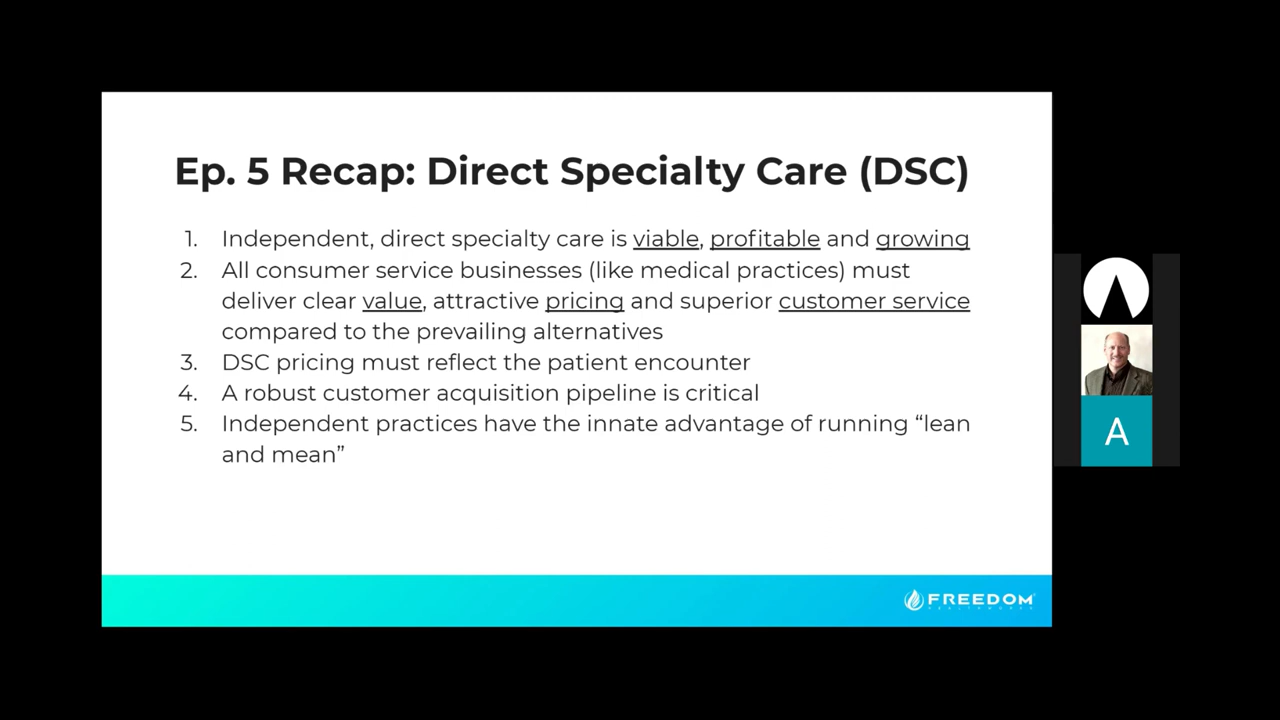 Ep. 5 Recap: Direct Specialty Care (DSC)
1. Independent, direct specialty care is viable, profitable and growing
2. All consumer service businesses (like medical practices) must
deliver clear value, attractive pricing and superior customer service
compared to the prevailing alternatives
3. DSC pricing must reflect the patient encounter
4. A robust customer acquisition pipeline is critical
5. Independent practices have the innate advantage of running “lean
and mean”
A
FREEDOM